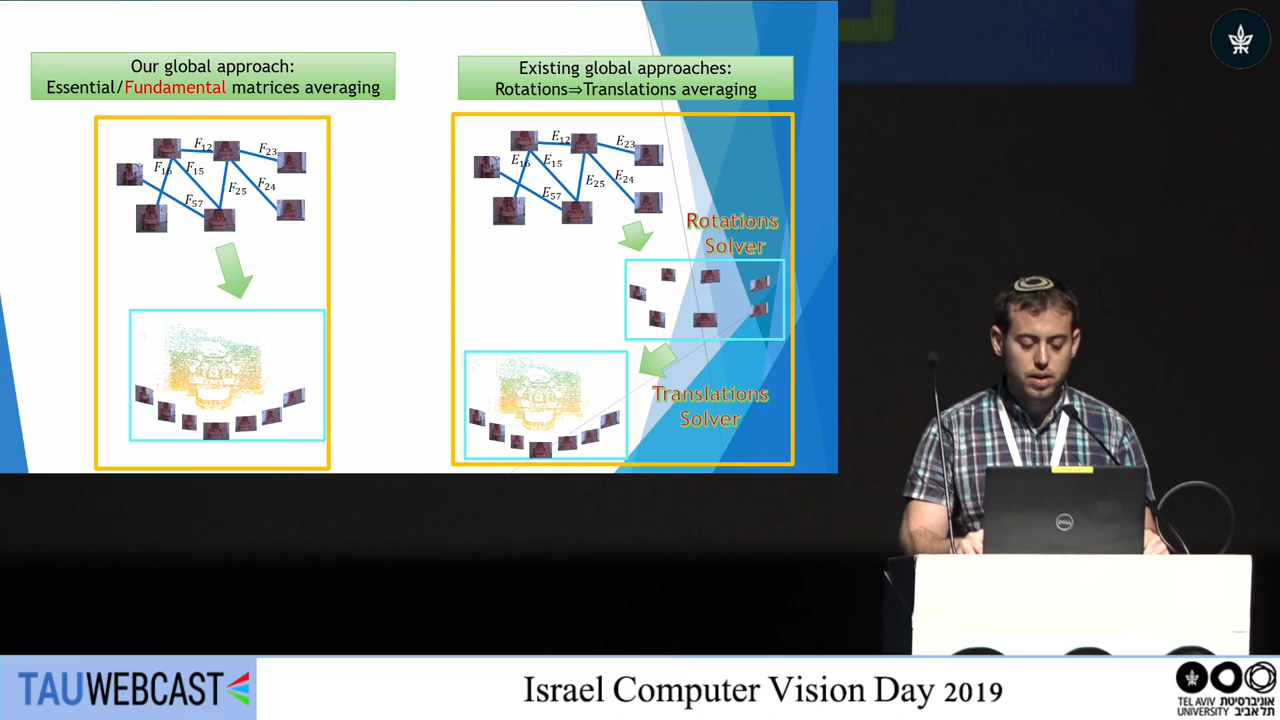 Our global approach:
Essential/Fundamental matrices averaging
F12
F23
F16
F15
F24
F25
F57
Existing global approaches:
Rotations⇒Translations averaging
E12
E23
E16
E15
E24
E25
E57
Rotations
Solver
Translations
Solver
DELL
TAUWEBCAST
Israel Computer Vision Day 2019
TEL AVIV אוניברסיטת
UNIVERSITY תל אביב